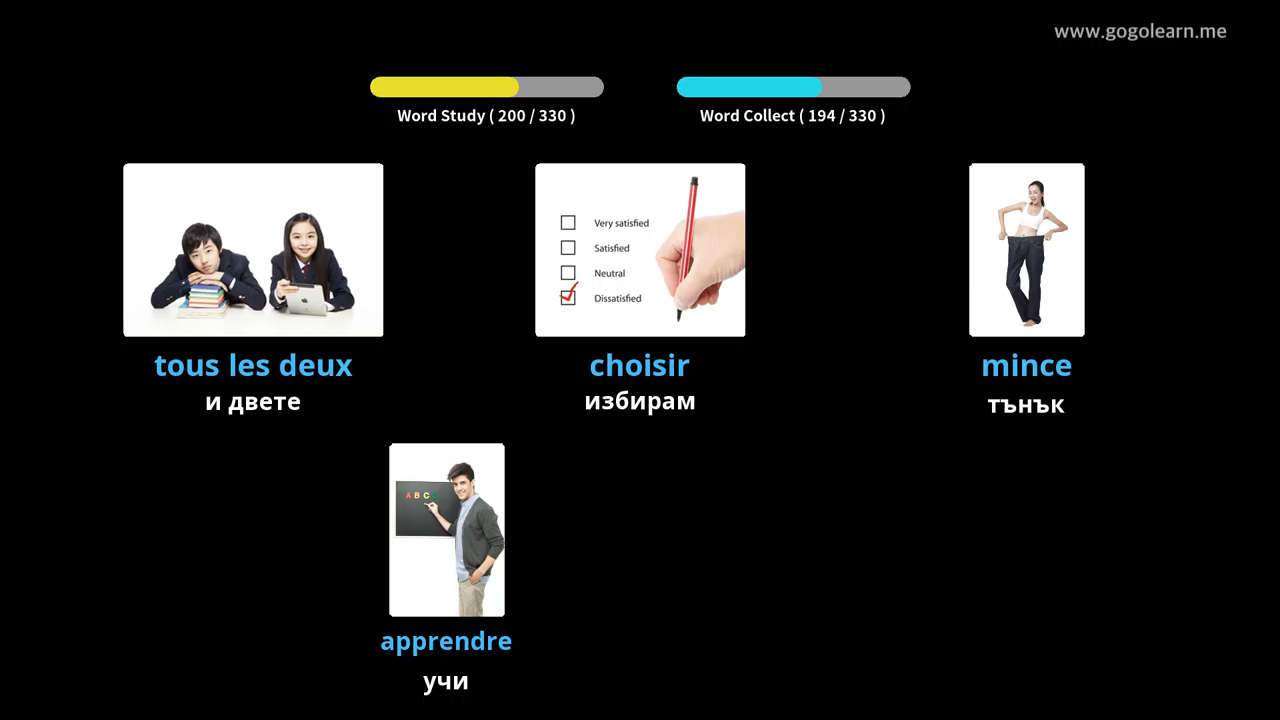 www.gogolearn.me
Word Study ( 200 / 330 )
Word Collect ( 194 / 330 )
Very satisfied
Satisfied
Neutral
Dissatisfied
tous les deux
и двете
choisir
избирам
mince
тънък
A B C D
apprendre
учи